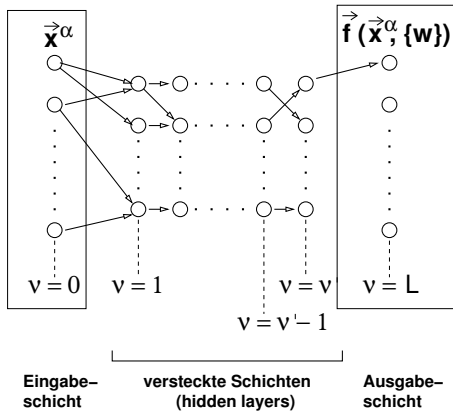 x⃗^α f⃗ (x⃗^α, {w})
ν = 0 ν = 1 ν = ν' ν = L
ν = ν' − 1
Eingabe– versteckte Schichten Ausgabe–
schicht (hidden layers) schicht